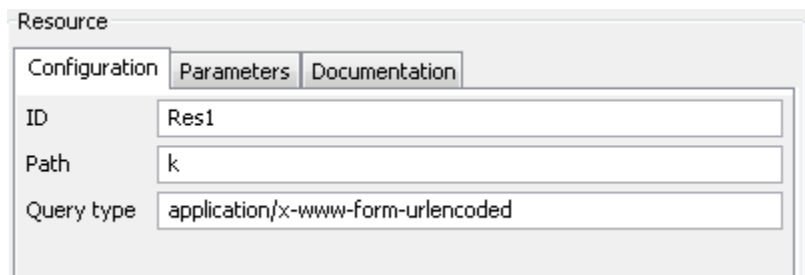 Resource
Configuration Parameters Documentation
ID Res1
Path k
Query type application/x-www-form-urlencoded